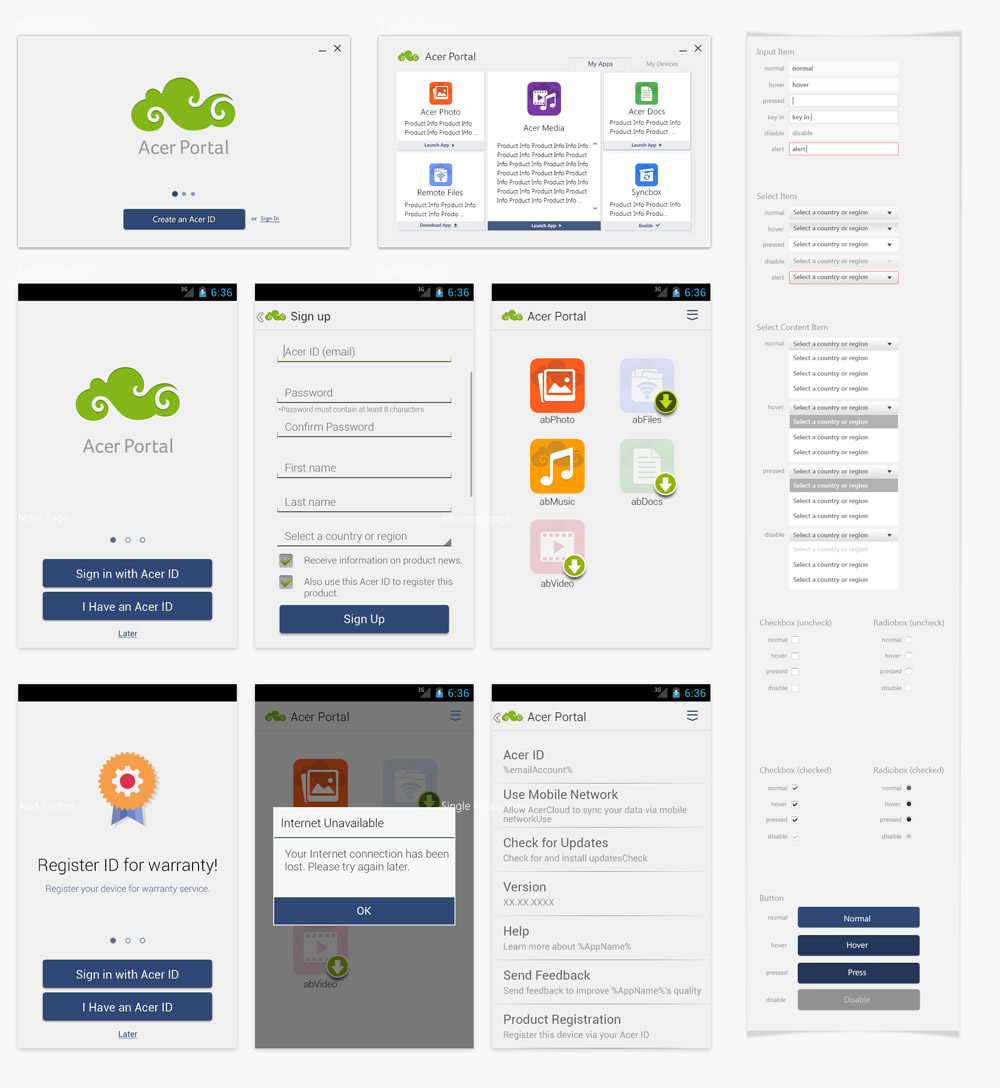 Acer Portal
Create an Acer ID
or Sign In
Acer Portal
My Apps
My Devices
Acer Photo
Product Info Product Info
Product Info Product ...
Launch App
Acer Media
Product Info Product Info Info
Product Info Product Info Info
Product Info Product Info Info
Product Info Product Info
Product Info Product Info
Product Info Product Info
Info Product Info ...
Launch App
Acer Docs
Product Info Product Info
Product Info Product ...
Launch App
Remote Files
Product Info Product Info
Product Info Produ ...
Download App
Syncbox
Product Info Product Info
Product Info Produ...
Enable
3G 6:36
Acer Portal
Main Page
Sign in with Acer ID
I Have an Acer ID
Later
3G 6:36
Sign up
Acer ID (email)
Password
*Password must contain at least 8 characters
Confirm Password
First name
Last name
Select a country or region
Receive information on product news.
Also use this Acer ID to register this
product.
Sign Up
3G 6:36
Acer Portal
abPhoto
abFiles
abMusic
abDocs
abVideo
Add Photos
Register ID for warranty!
Register your device for warranty service.
Sign in with Acer ID
I Have an Acer ID
Later
3G 6:36
Acer Portal
Internet Unavailable
Your Internet connection has been
lost. Please try again later.
OK
abVideo
3G 6:36
Acer Portal
Acer ID
%emailAccount%
Use Mobile Network
Allow AcerCloud to sync your data via mobile
networkUse
Check for Updates
Check for and install updatesCheck
Version
XX.XX.XXXX
Help
Learn more about %AppName%
Send Feedback
Send feedback to improve %AppName%'s quality
Product Registration
Register this device via your Acer ID
Input Item
normal normal
hover hover
pressed
key in key in
disable disable
alert alert
Select Item
normal Select a country or region
hover Select a country or region
pressed Select a country or region
disable Select a country or region
alert Select a country or region
Select Content Item
normal Select a country or region
Select a country or region
Select a country or region
Select a country or region
hover Select a country or region
Select a country or region
Select a country or region
Select a country or region
pressed Select a country or region
Select a country or region
Select a country or region
Select a country or region
disable Select a country or region
Select a country or region
Select a country or region
Select a country or region
Checkbox (uncheck)
normal
hover
pressed
disable
Radiobox (uncheck)
normal
hover
pressed
disable
Checkbox (checked)
normal
hover
pressed
disable
Radiobox (checked)
normal
hover
pressed
disable
Button
normal Normal
hover Hover
pressed Press
disable Disable